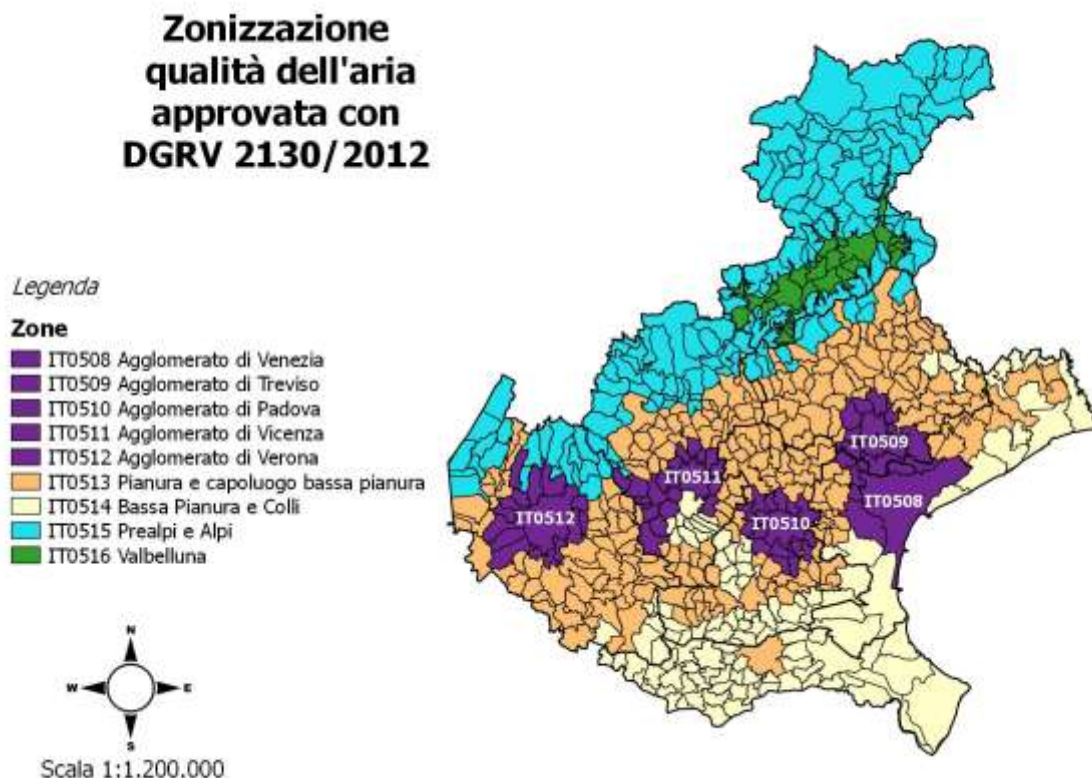 Zonizzazione
qualità dell'aria
approvata con
DGRV 2130/2012
Legenda
Zone
IT0508 Agglomerato di Venezia
IT0509 Agglomerato di Treviso
IT0510 Agglomerato di Padova
IT0511 Agglomerato di Vicenza
IT0512 Agglomerato di Verona
IT0513 Pianura e capoluogo bassa pianura
IT0514 Bassa Pianura e Colli
IT0515 Prealpi e Alpi
IT0516 Valbelluna
IT0509
IT0511
IT0508
IT0512
IT0510
N
W E
S
Scala 1:1.200.000